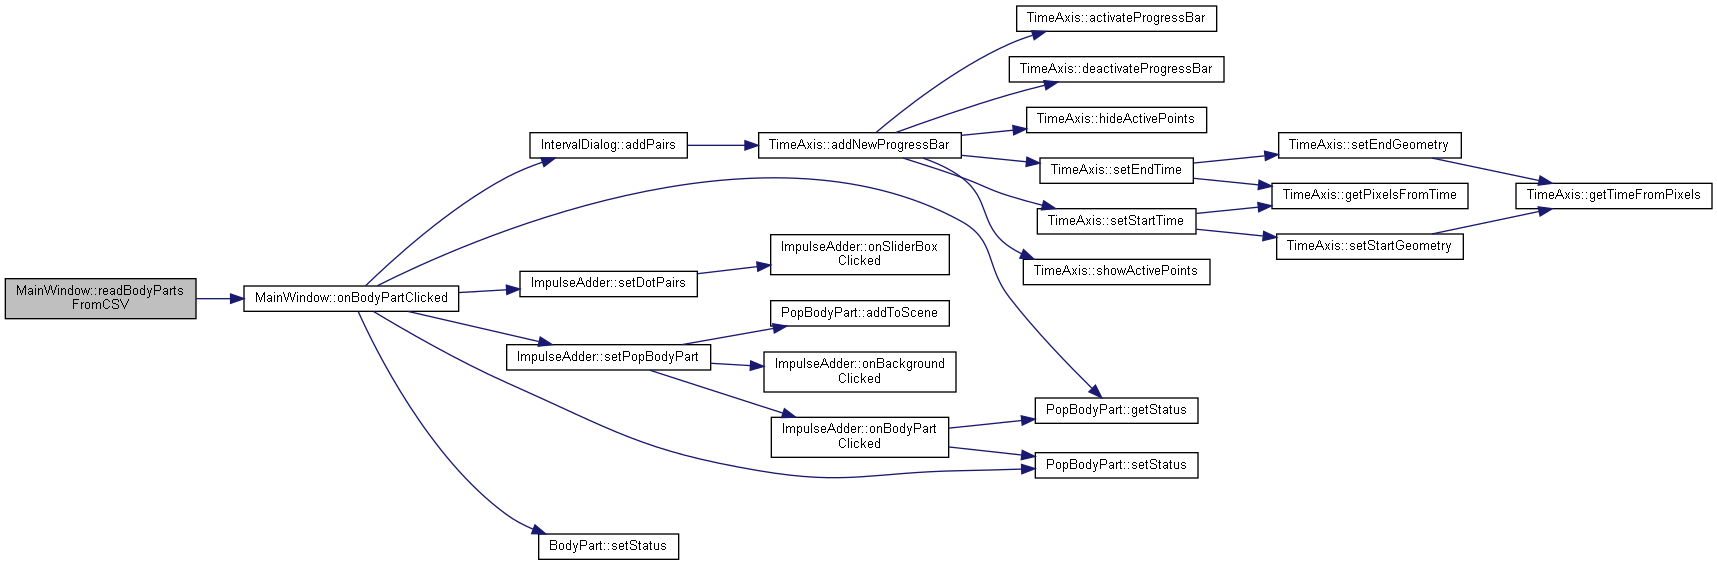 MainWindow::readBodyParts
FromCSV
MainWindow::onBodyPartClicked
IntervalDialog::addPairs
ImpulseAdder::setDotPairs
ImpulseAdder::setPopBodyPart
BodyPart::setStatus
TimeAxis::addNewProgressBar
ImpulseAdder::onSliderBox
Clicked
PopBodyPart::addToScene
ImpulseAdder::onBackground
Clicked
ImpulseAdder::onBodyPart
Clicked
TimeAxis::activateProgressBar
TimeAxis::deactivateProgressBar
TimeAxis::hideActivePoints
TimeAxis::setEndTime
TimeAxis::setStartTime
TimeAxis::showActivePoints
PopBodyPart::getStatus
PopBodyPart::setStatus
TimeAxis::setEndGeometry
TimeAxis::getPixelsFromTime
TimeAxis::setStartGeometry
TimeAxis::getTimeFromPixels